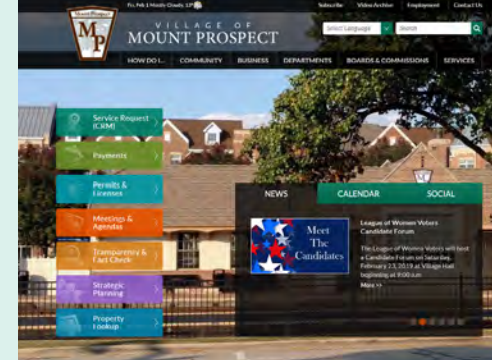 Fri, Feb 1 Mostly Cloudy, 13°
Subscribe Video Archive Employment Contact Us
Mount Prospect
MP
VILLAGE OF
MOUNT PROSPECT
Select Language
Search
HOW DO I... COMMUNITY BUSINESS DEPARTMENTS BOARDS & COMMISSIONS SERVICES
Service Request
(CRM)
Payments
Permits &
Licenses
Meetings &
Agendas
Transparency &
Fact Check
Strategic
Planning
Property
Lookup
NEWS CALENDAR SOCIAL
Meet
The
Candidates
League of Women Voters
Candidate Forum
The League of Women Voters will host
a Candidate Forum on Saturday,
February 23, 2019 at Village Hall
beginning at 9:00 am
More >>